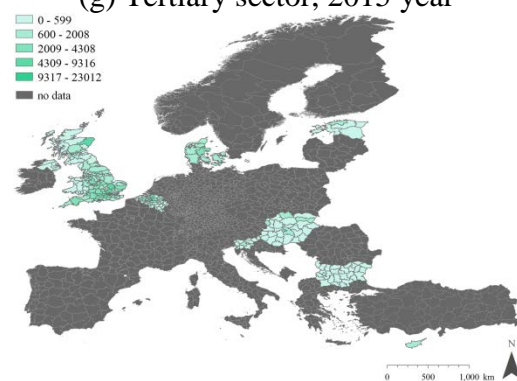 (g) Tertiary sector, 2015 year
0 - 599
600 - 2008
2009 - 4308
4309 - 9316
9317 - 23012
no data
N
0 500 1,000 km